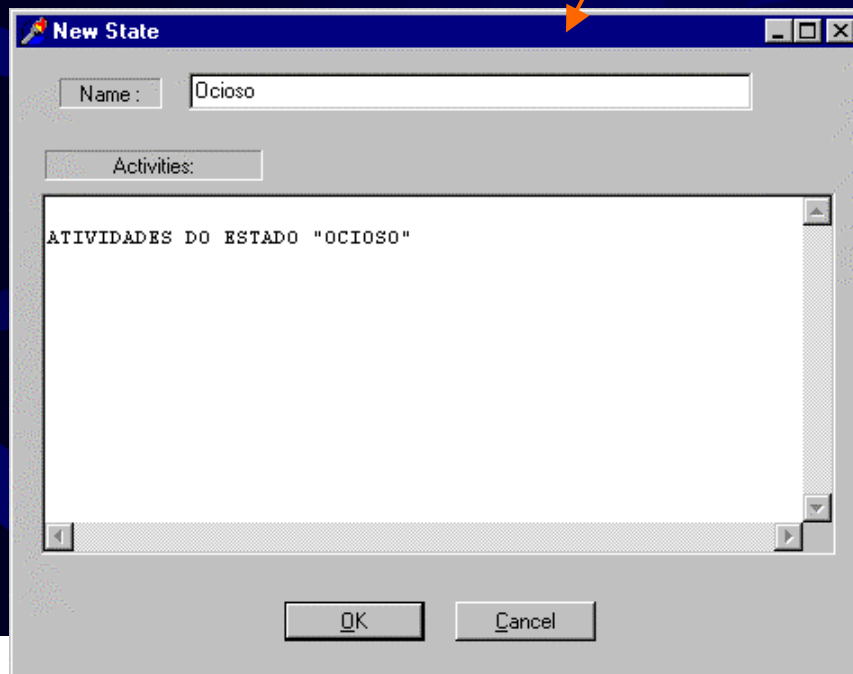 New State
Name :
Ocioso
Activities:
ATIVIDADES DO ESTADO "OCIOSO"
OK
Cancel